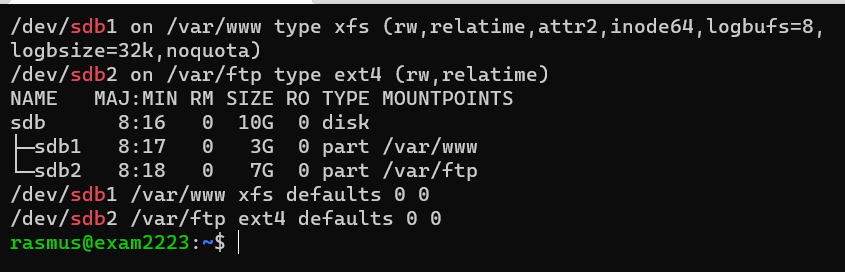 /dev/sdb1 on /var/www type xfs (rw,relatime,attr2,inode64,logbufs=8,
logbsize=32k,noquota)
/dev/sdb2 on /var/ftp type ext4 (rw,relatime)
NAME   MAJ:MIN RM SIZE RO TYPE MOUNTPOINTS
sdb      8:16   0  10G  0 disk
├─sdb1   8:17   0   3G  0 part /var/www
└─sdb2   8:18   0   7G  0 part /var/ftp
/dev/sdb1 /var/www xfs defaults 0 0
/dev/sdb2 /var/ftp ext4 defaults 0 0
rasmus@exam2223:~$